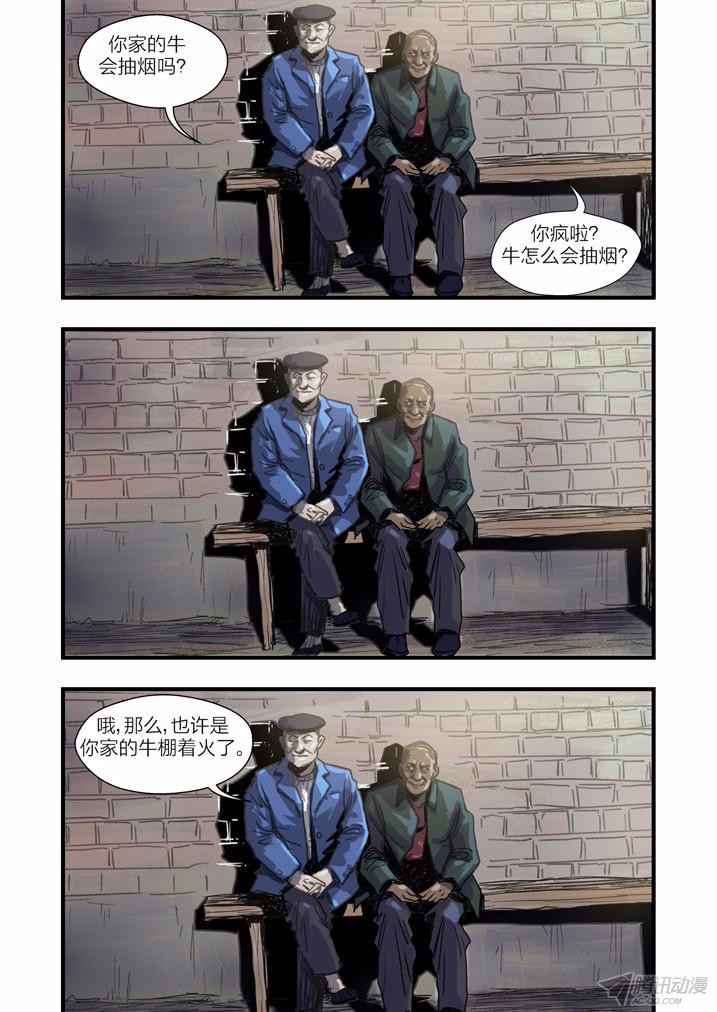 你家的牛
会抽烟吗？
你疯啦？
牛怎么会抽烟？
哦，那么，也许是
你家的牛棚着火了。
腾讯动漫
AC.QQ.COM